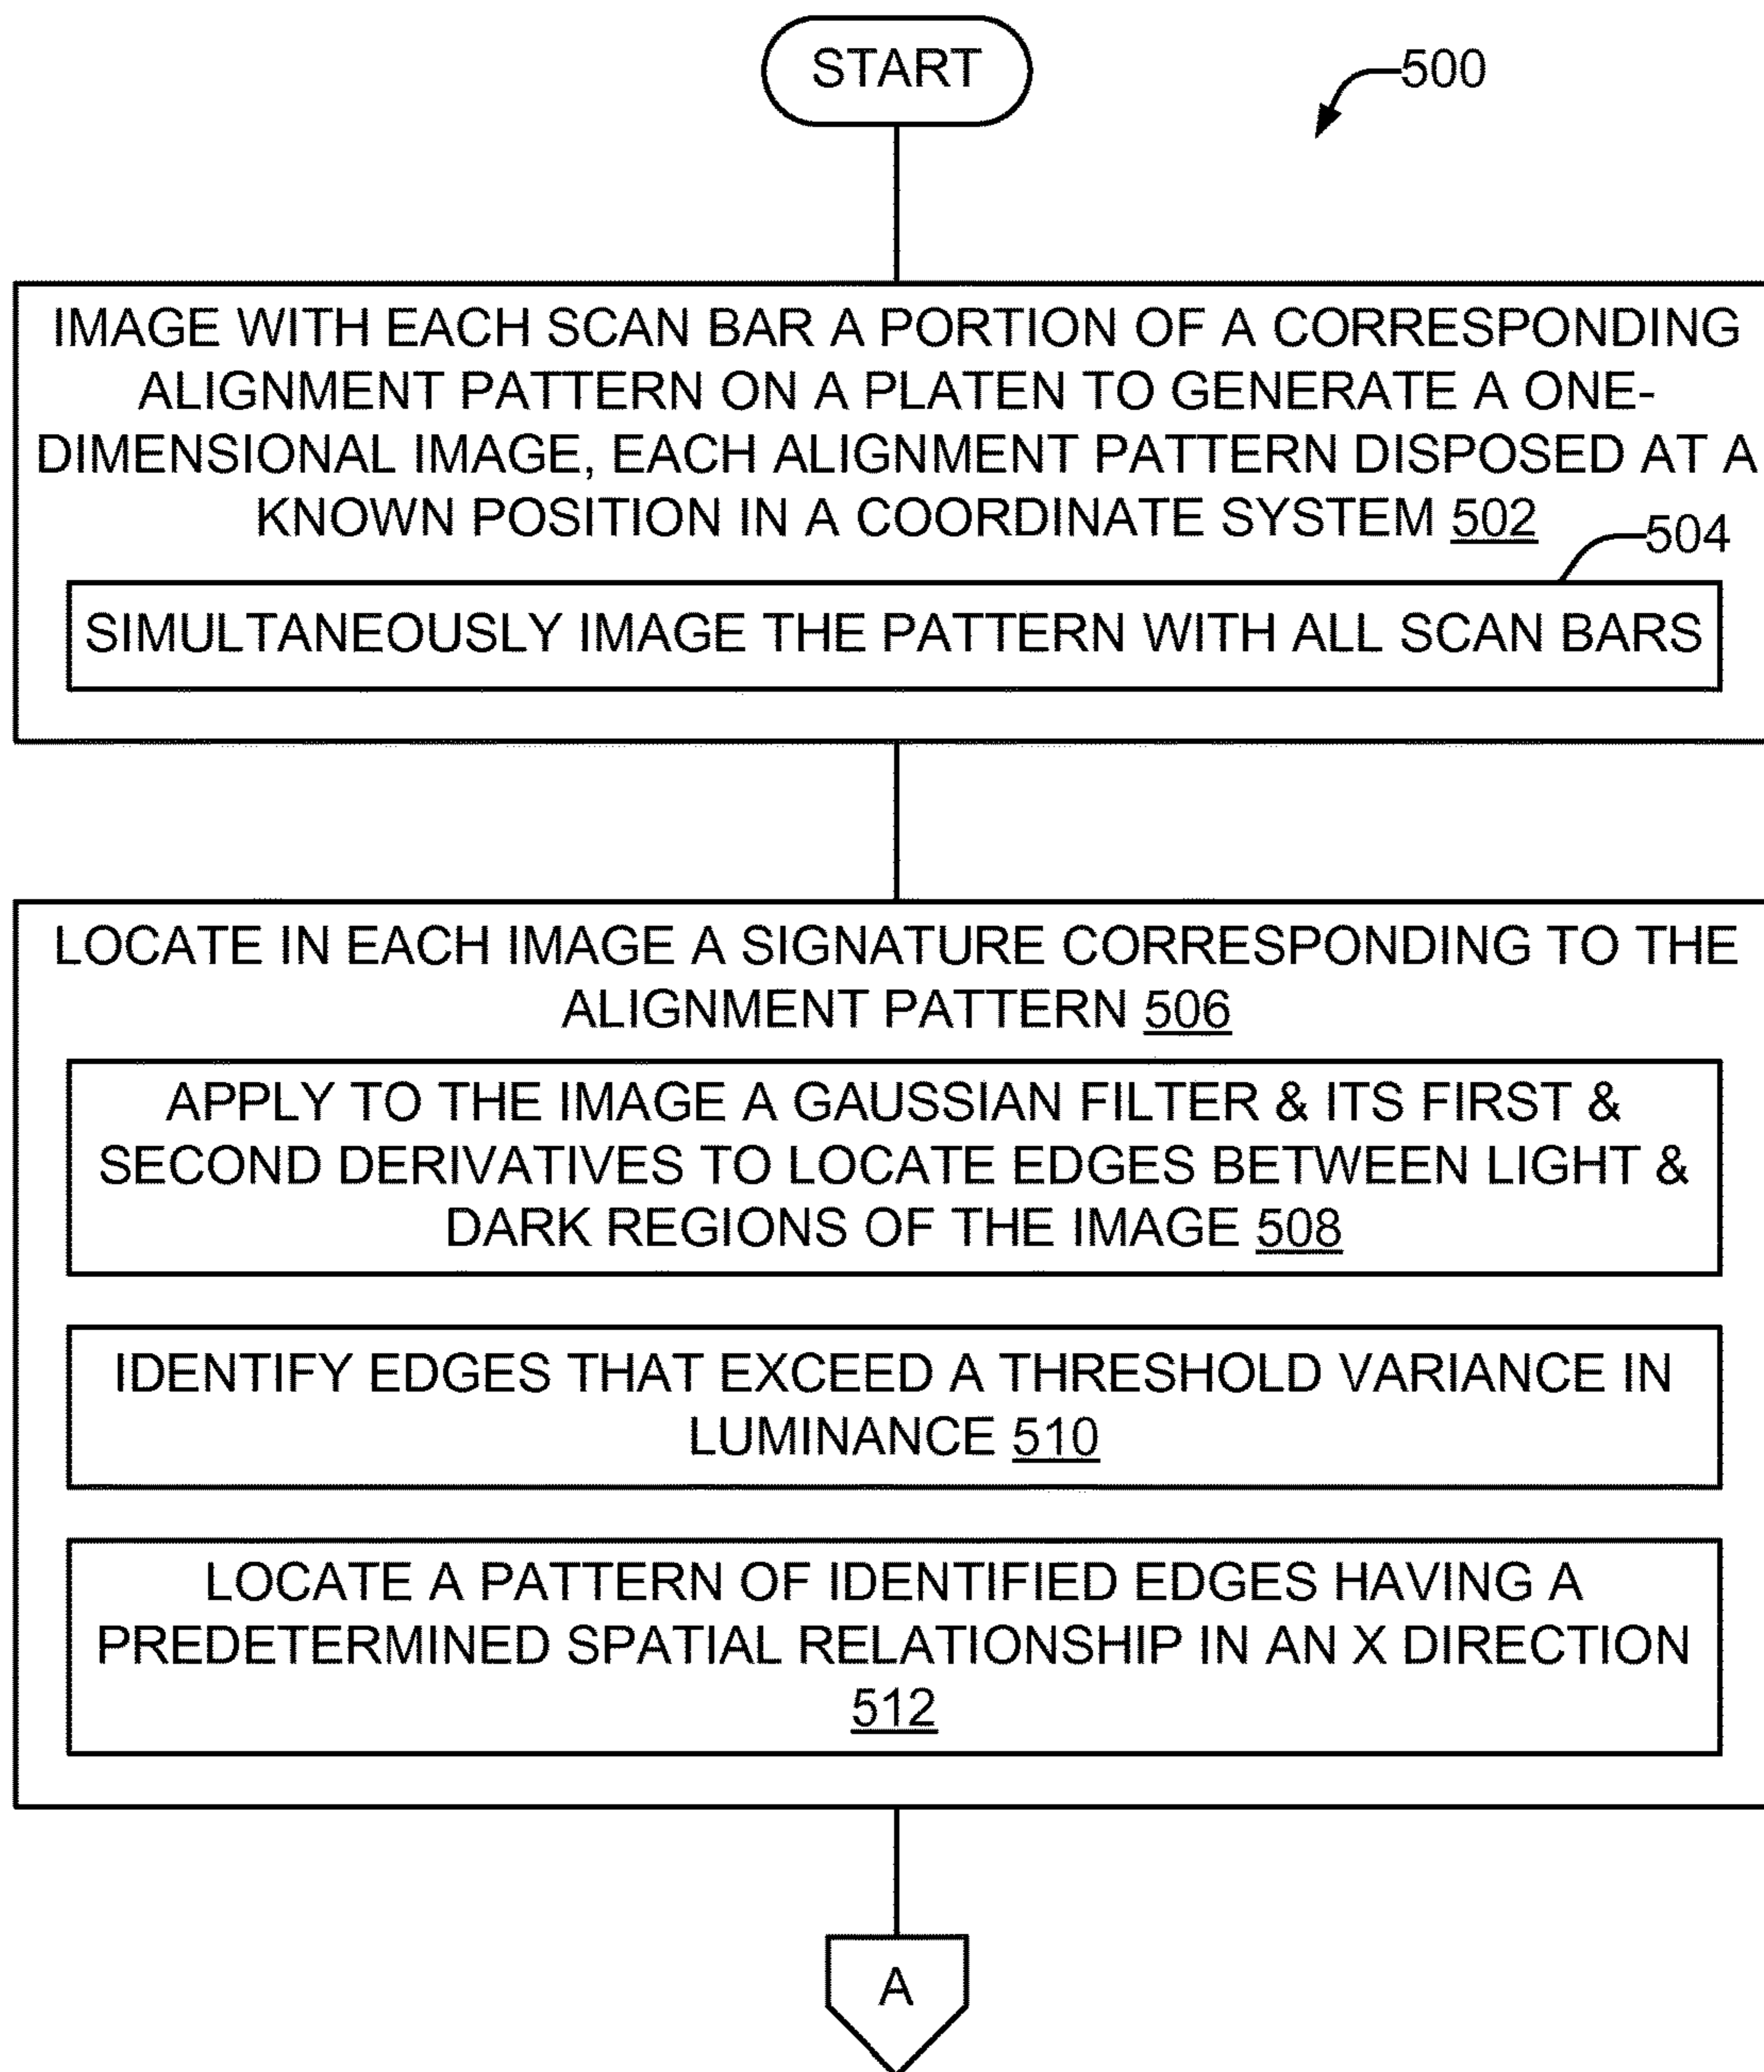 START
500
IMAGE WITH EACH SCAN BAR A PORTION OF A CORRESPONDING
ALIGNMENT PATTERN ON A PLATEN TO GENERATE A ONE-
DIMENSIONAL IMAGE, EACH ALIGNMENT PATTERN DISPOSED AT A
KNOWN POSITION IN A COORDINATE SYSTEM 502
504
SIMULTANEOUSLY IMAGE THE PATTERN WITH ALL SCAN BARS
LOCATE IN EACH IMAGE A SIGNATURE CORRESPONDING TO THE
ALIGNMENT PATTERN 506
APPLY TO THE IMAGE A GAUSSIAN FILTER & ITS FIRST &
SECOND DERIVATIVES TO LOCATE EDGES BETWEEN LIGHT &
DARK REGIONS OF THE IMAGE 508
IDENTIFY EDGES THAT EXCEED A THRESHOLD VARIANCE IN
LUMINANCE 510
LOCATE A PATTERN OF IDENTIFIED EDGES HAVING A
PREDETERMINED SPATIAL RELATIONSHIP IN AN X DIRECTION
512
A